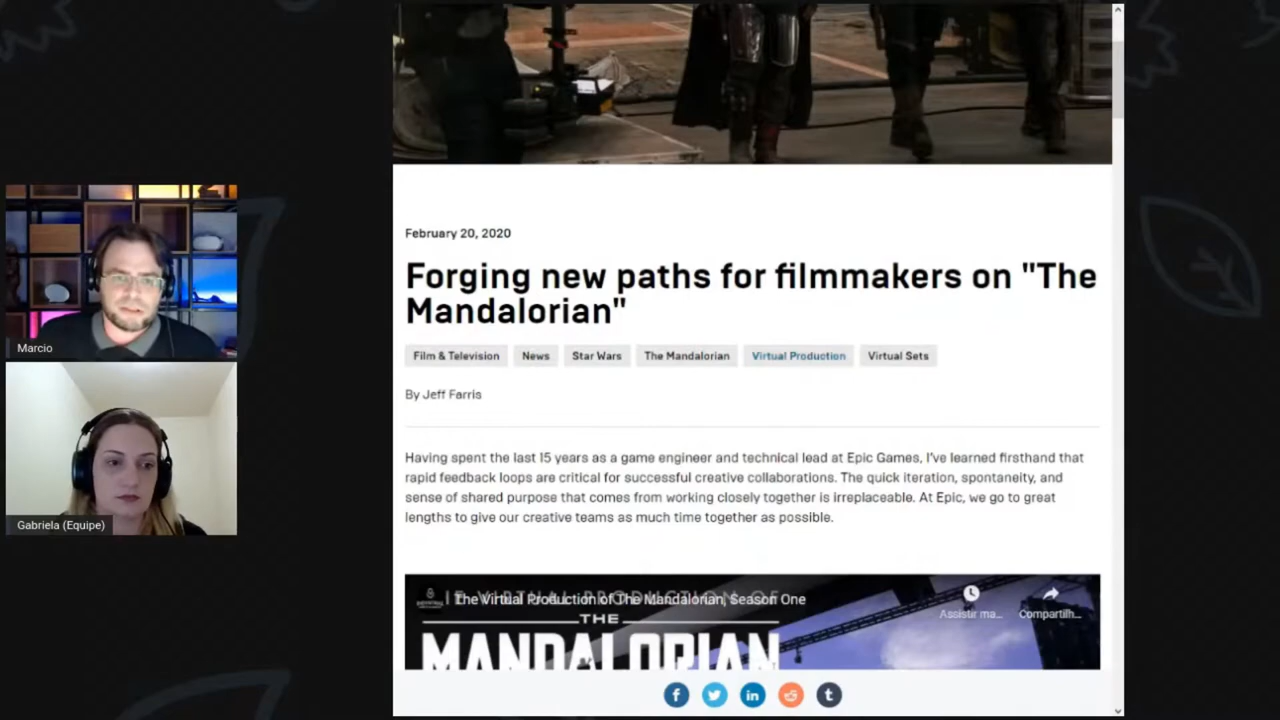 Marcio
Gabriela (Equipe)
February 20, 2020
Forging new paths for filmmakers on "The
Mandalorian"
Film & Television News Star Wars The Mandalorian Virtual Production Virtual Sets
By Jeff Farris
Having spent the last 15 years as a game engineer and technical lead at Epic Games, I've learned firsthand that
rapid feedback loops are critical for successful creative collaborations. The quick iteration, spontaneity, and
sense of shared purpose that comes from working closely together is irreplaceable. At Epic, we go to great
lengths to give our creative teams as much time together as possible.
The Virtual Production of The Mandalorian, Season One
Assistir ma...
Compartilh...
THE
MANDALORIAN